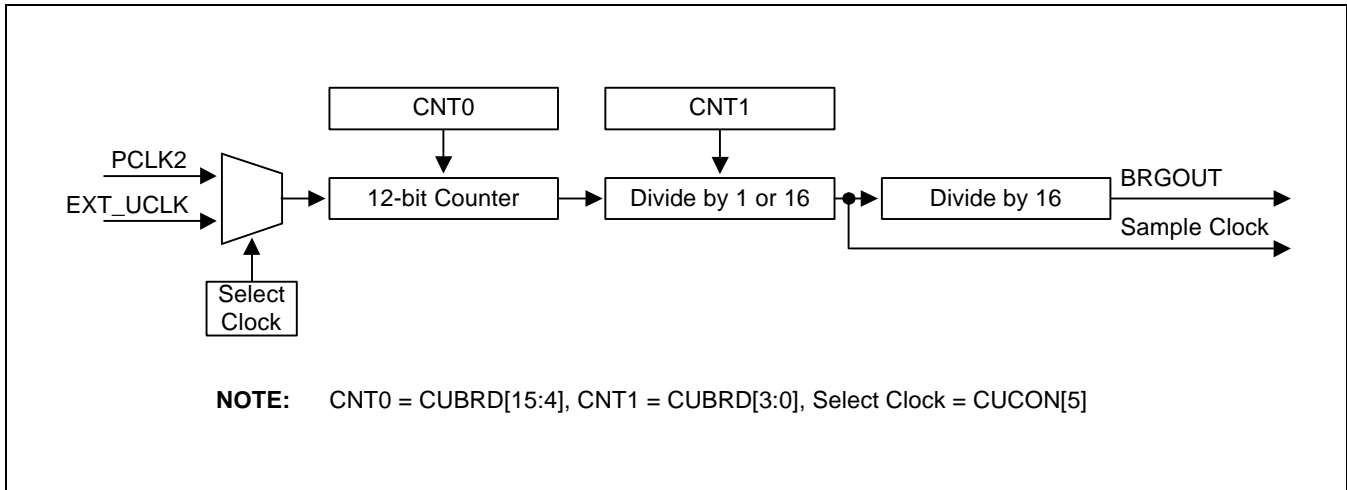 CNT0
CNT1
PCLK2
EXT_UCLK
12-bit Counter
Divide by 1 or 16
Divide by 16
BRGOUT
Sample Clock
Select
Clock
NOTE: CNT0 = CUBRD[15:4], CNT1 = CUBRD[3:0], Select Clock = CUCON[5]